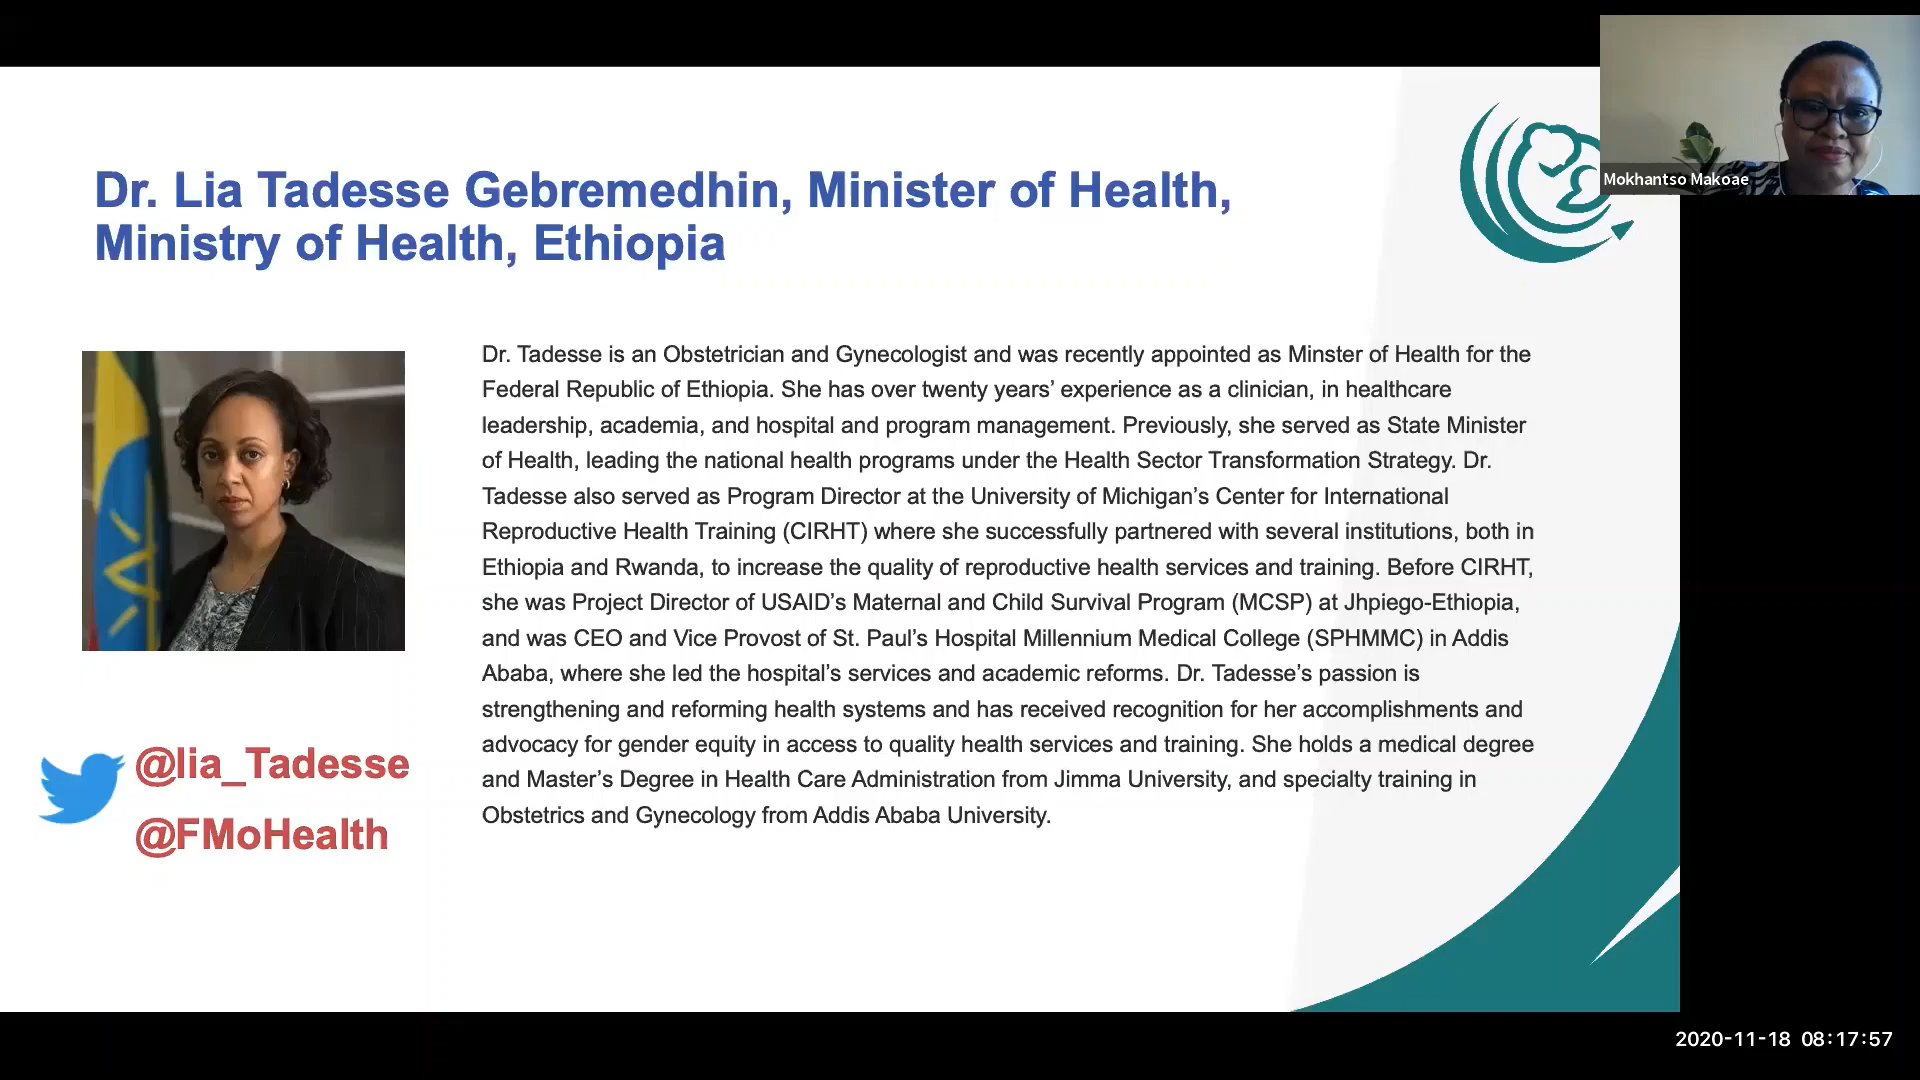 Mokhantso Makoae
Dr. Lia Tadesse Gebremedhin, Minister of Health,
Ministry of Health, Ethiopia
Dr. Tadesse is an Obstetrician and Gynecologist and was recently appointed as Minster of Health for the
Federal Republic of Ethiopia. She has over twenty years’ experience as a clinician, in healthcare
leadership, academia, and hospital and program management. Previously, she served as State Minister
of Health, leading the national health programs under the Health Sector Transformation Strategy. Dr.
Tadesse also served as Program Director at the University of Michigan’s Center for International
Reproductive Health Training (CIRHT) where she successfully partnered with several institutions, both in
Ethiopia and Rwanda, to increase the quality of reproductive health services and training. Before CIRHT,
she was Project Director of USAID’s Maternal and Child Survival Program (MCSP) at Jhpiego-Ethiopia,
and was CEO and Vice Provost of St. Paul’s Hospital Millennium Medical College (SPHMMC) in Addis
Ababa, where she led the hospital’s services and academic reforms. Dr. Tadesse’s passion is
strengthening and reforming health systems and has received recognition for her accomplishments and
advocacy for gender equity in access to quality health services and training. She holds a medical degree
and Master’s Degree in Health Care Administration from Jimma University, and specialty training in
Obstetrics and Gynecology from Addis Ababa University.
@lia_Tadesse
@FMoHealth
2020-11-18 08:17:57